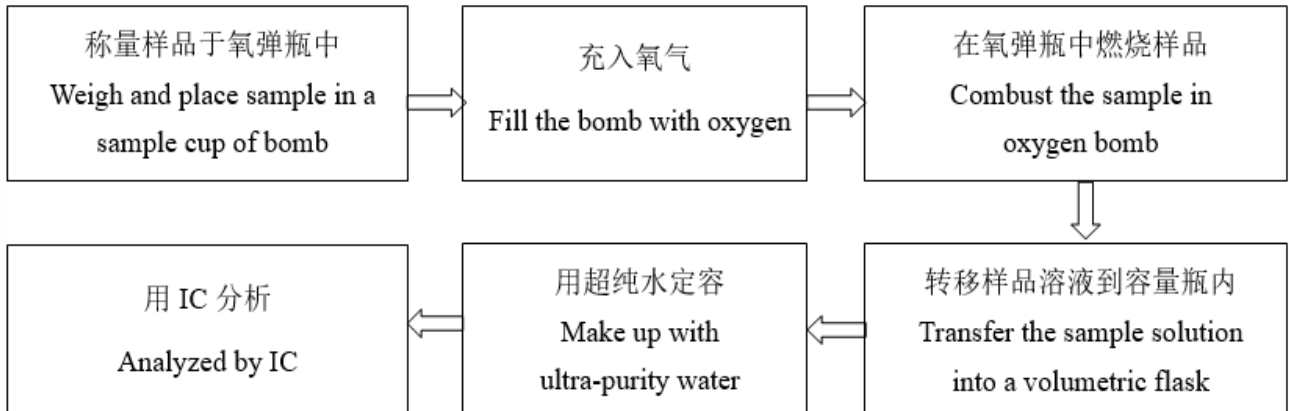 称量样品于氧弹瓶中
Weigh and place sample in a
sample cup of bomb
充入氧气
Fill the bomb with oxygen
在氧弹瓶中燃烧样品
Combust the sample in
oxygen bomb
转移样品溶液到容量瓶内
Transfer the sample solution
into a volumetric flask
用超纯水定容
Make up with
ultra-purity water
用 IC 分析
Analyzed by IC